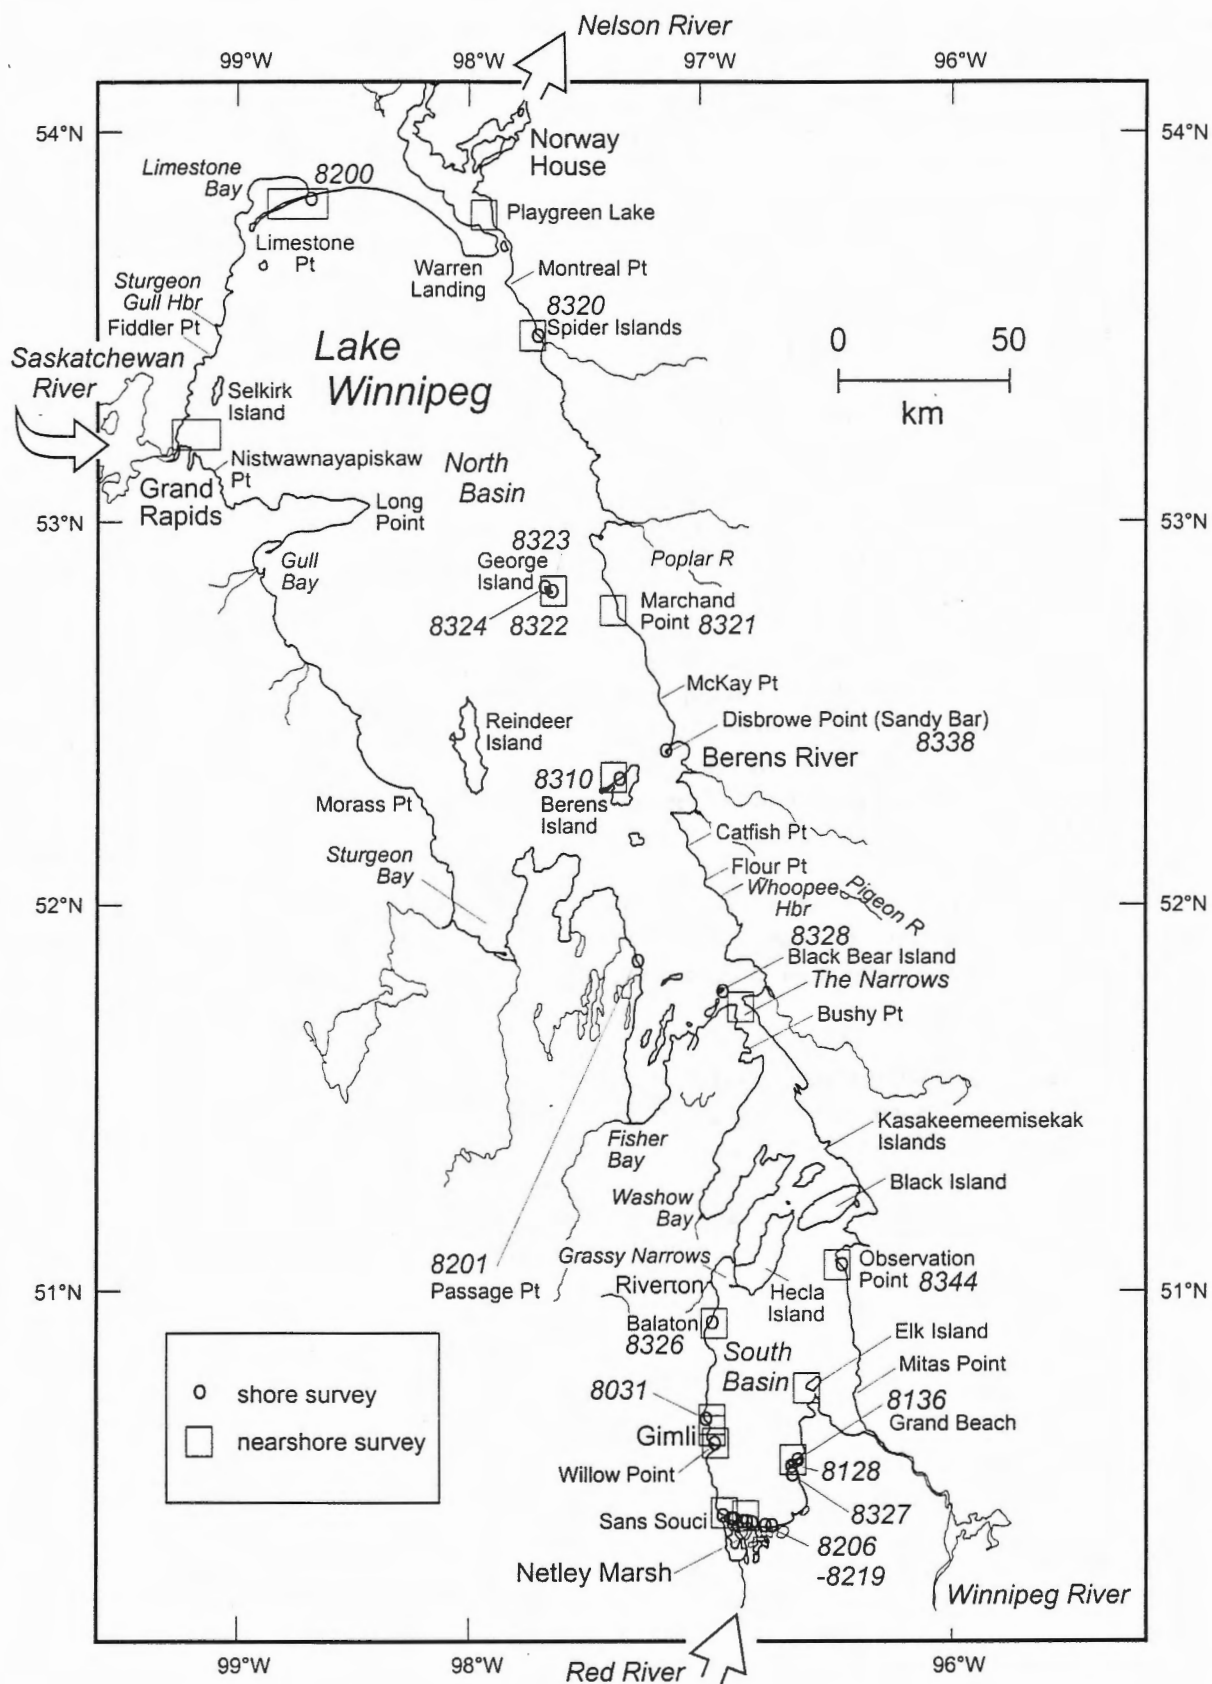 Nelson River
99°W
98°W
97°W
96°W
54°N
54°N
Norway
House
Limestone
Bay
8200
Playgreen Lake
Limestone
Pt
Warren
Landing
Montreal Pt
Sturgeon
Gull Hbr
Fiddler Pt
8320
Spider Islands
0 50
km
Lake
Winnipeg
Saskatchewan
River
Selkirk
Island
Nistwawnayapiskaw
Pt
North
Basin
Grand
Rapids
Long
Point
53°N
53°N
8323
George
Island
Gull
Bay
Poplar R
8324 8322
Marchand
Point 8321
McKay Pt
Reindeer
Island
Disbrowe Point (Sandy Bar)
8338
Berens River
8310
Berens
Island
Morass Pt
Catfish Pt
Sturgeon
Bay
Flour Pt
Whoopee
Hbr
Pigeon R
52°N
52°N
8328
Black Bear Island
The Narrows
Bushy Pt
Kasakeemeemisekak
Islands
Fisher
Bay
Black Island
Washow
Bay
8201
Passage Pt
Grassy Narrows
Observation
Point 8344
Riverton
Hecla
Island
51°N
51°N
Balaton
8326
Elk Island
South
Basin
Mitas Point
shore survey
nearshore survey
8031
8136
Grand Beach
Gimli
Willow Point
8128
8327
Sans Souci
8206
-8219
Netley Marsh
Winnipeg River
99°W
98°W
97°W
96°W
Red River